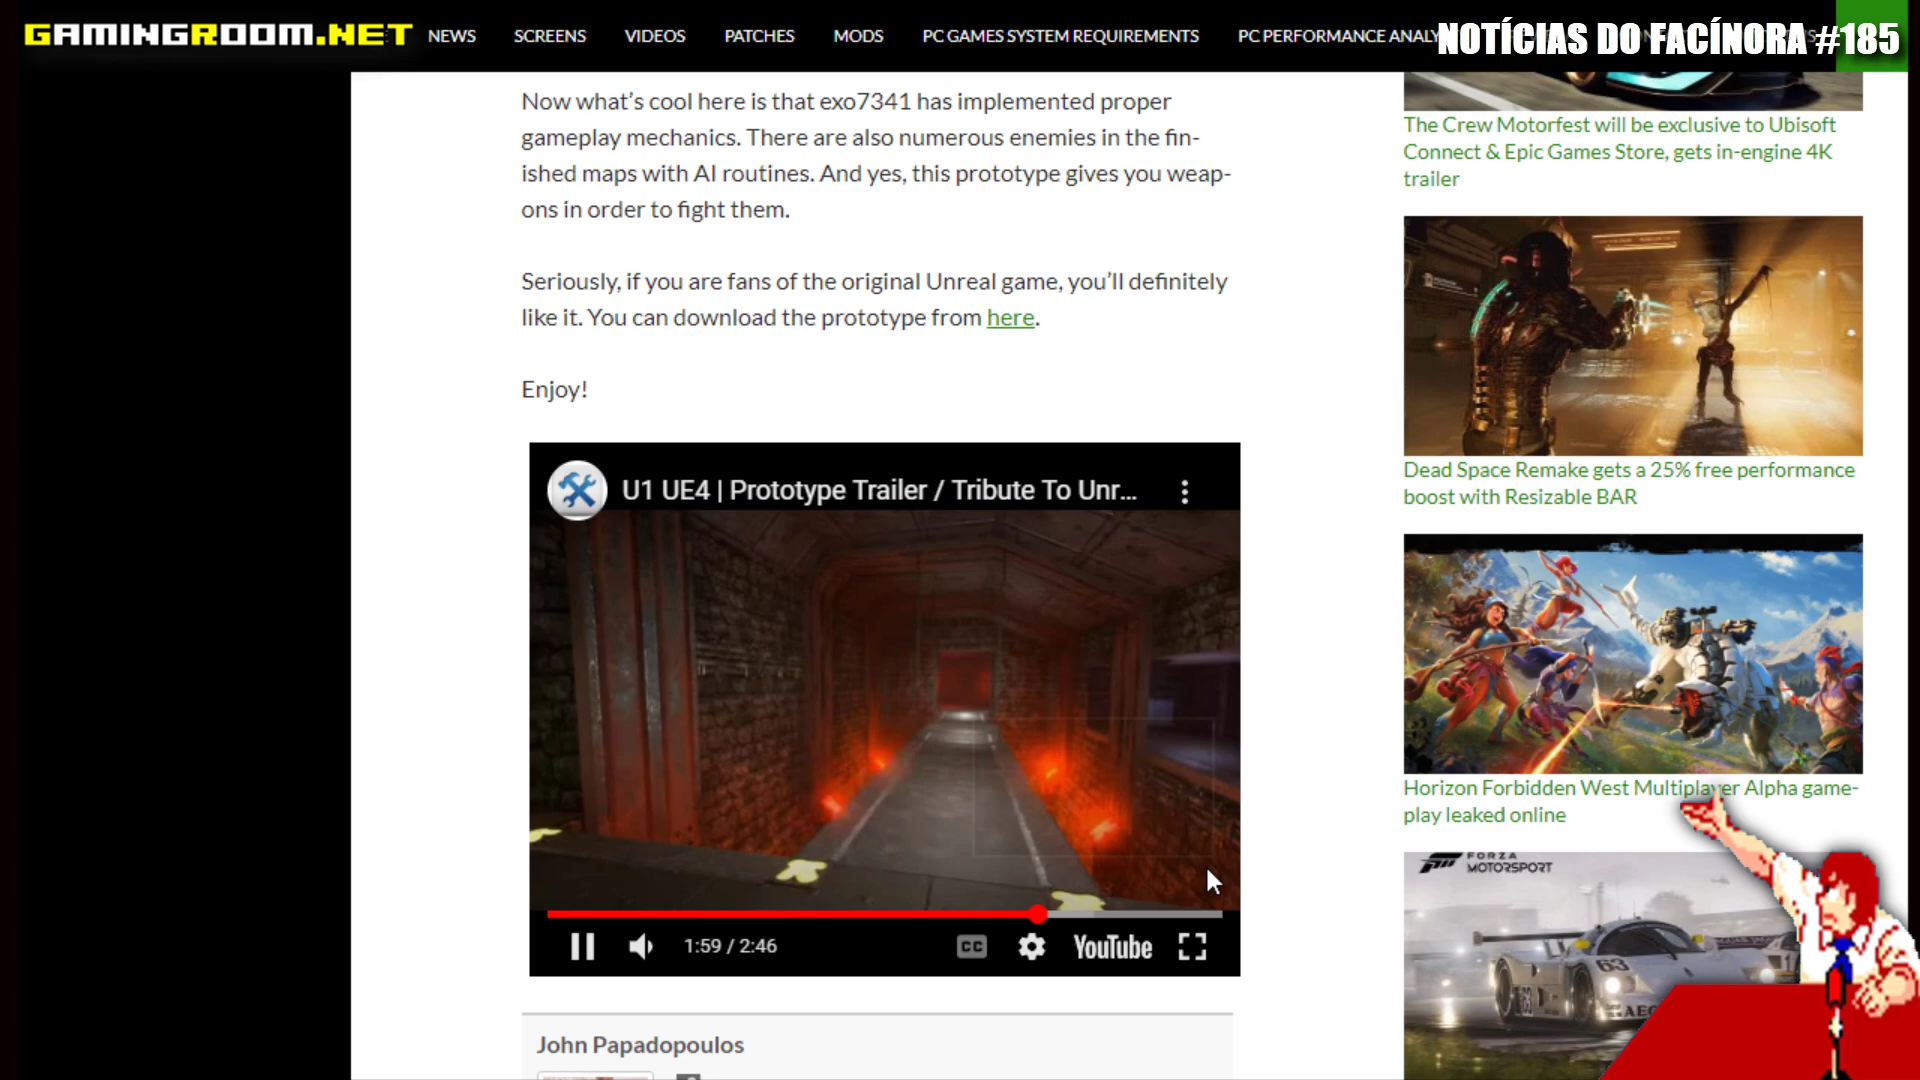 GAMINGROOM.NET
NEWS SCREENS VIDEOS PATCHES MODS PC GAMES SYSTEM REQUIREMENTS PC PERFORMANCE ANALY
NOTÍCIAS DO FACÍNORA #185
Now what's cool here is that exo7341 has implemented proper
gameplay mechanics. There are also numerous enemies in the fin-
ished maps with AI routines. And yes, this prototype gives you weap-
ons in order to fight them.
Seriously, if you are fans of the original Unreal game, you'll definitely
like it. You can download the prototype from here.
Enjoy!
U1 UE4 | Prototype Trailer / Tribute To Unr...
1:59 / 2:46
CC
YouTube
John Papadopoulos
The Crew Motorfest will be exclusive to Ubisoft
Connect & Epic Games Store, gets in-engine 4K
trailer
Dead Space Remake gets a 25% free performance
boost with Resizable BAR
Horizon Forbidden West Multiplayer Alpha game-
play leaked online
FORZA
MOTORSPORT
63
AEG